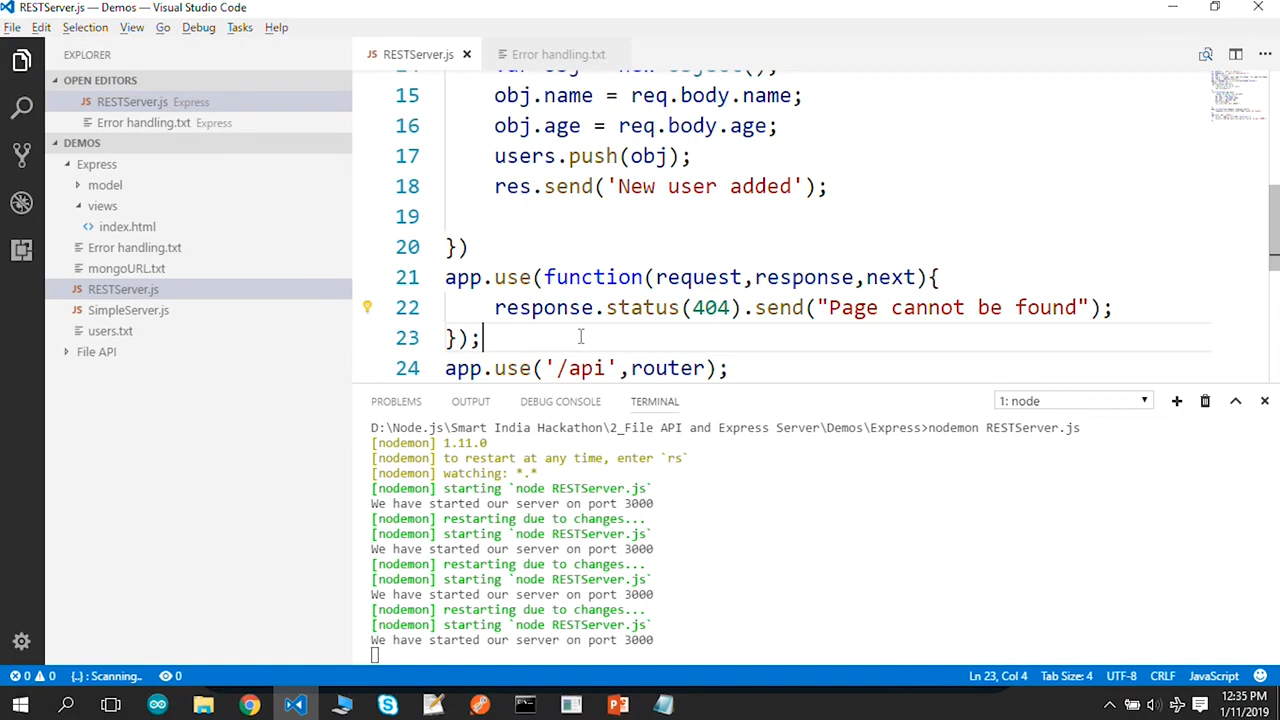 RESTServer.js — Demos — Visual Studio Code
File Edit Selection View Go Debug Tasks Help
EXPLORER
OPEN EDITORS
JS RESTServer.js Express
Error handling.txt Express
DEMOS
Express
model
views
<> index.html
Error handling.txt
mongoURL.txt
JS RESTServer.js
JS SimpleServer.js
users.txt
File API
JS RESTServer.js
Error handling.txt
15 obj.name = req.body.name;
16 obj.age = req.body.age;
17 users.push(obj);
18 res.send('New user added');
19
20 })
21 app.use(function(request,response,next){
22 response.status(404).send("Page cannot be found");
23 });
24 app.use('/api',router);
PROBLEMS OUTPUT DEBUG CONSOLE TERMINAL 1: node
D:\Node.js\Smart India Hackathon\2_File API and Express Server\Demos\Express>nodemon RESTServer.js
[nodemon] 1.11.0
[nodemon] to restart at any time, enter `rs`
[nodemon] watching: *.*
[nodemon] starting `node RESTServer.js`
We have started our server on port 3000
[nodemon] restarting due to changes...
[nodemon] starting `node RESTServer.js`
We have started our server on port 3000
[nodemon] restarting due to changes...
[nodemon] starting `node RESTServer.js`
We have started our server on port 3000
[nodemon] restarting due to changes...
[nodemon] starting `node RESTServer.js`
We have started our server on port 3000
0 0 {..} : Scanning.. 0 Ln 23, Col 4 Tab Size: 4 UTF-8 CRLF JavaScript
12:35 PM
1/11/2019